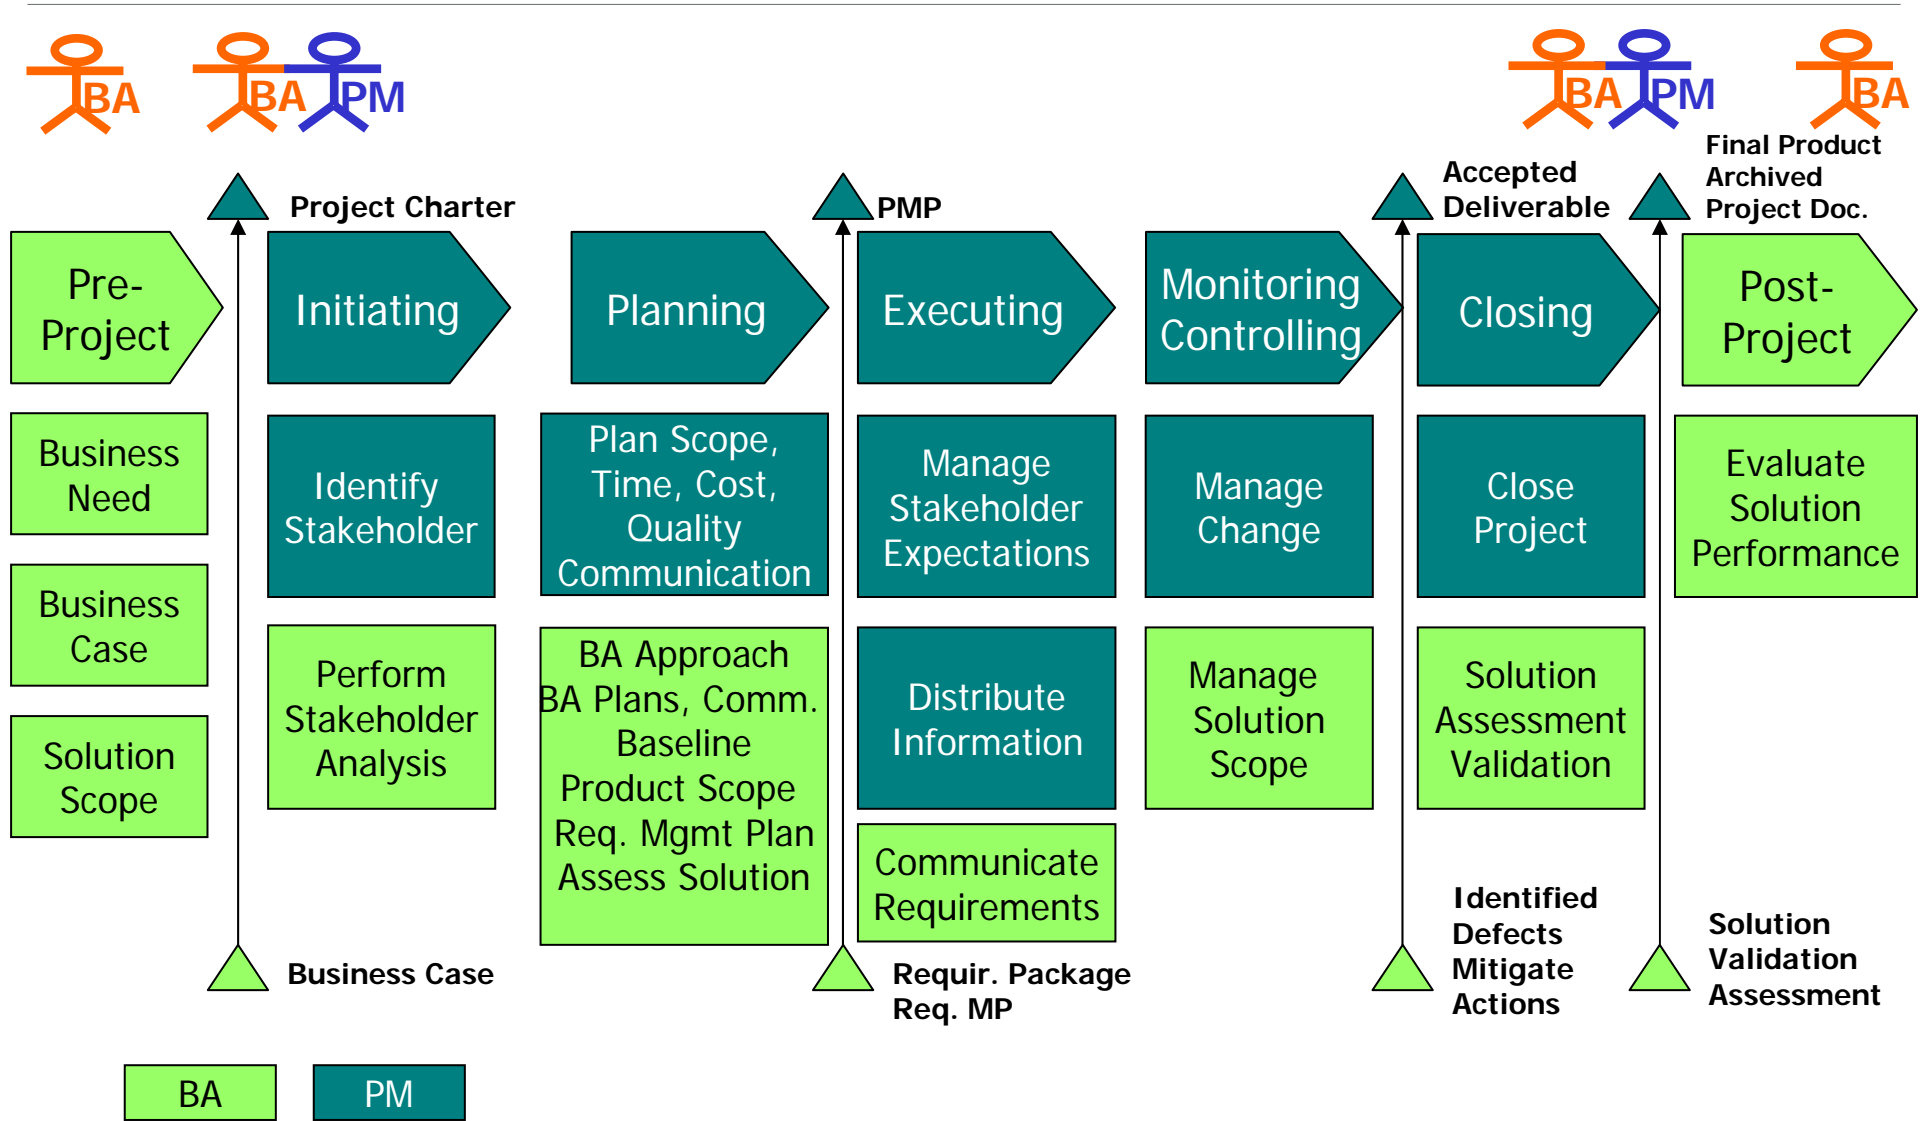 BA
BA
PM
BA
PM
BA
Project Charter
PMP
Accepted
Deliverable
Final Product
Archived
Project Doc.
Pre-
Project
Initiating
Planning
Executing
Monitoring
Controlling
Closing
Post-
Project
Business
Need
Business
Case
Solution
Scope
Identify
Stakeholder
Perform
Stakeholder
Analysis
Plan Scope,
Time, Cost,
Quality
Communication
BA Approach
BA Plans, Comm.
Baseline
Product Scope
Req. Mgmt Plan
Assess Solution
Manage
Stakeholder
Expectations
Distribute
Information
Communicate
Requirements
Manage
Change
Manage
Solution
Scope
Close
Project
Solution
Assessment
Validation
Evaluate
Solution
Performance
Business Case
Requir. Package
Req. MP
Identified
Defects
Mitigate
Actions
Solution
Validation
Assessment
BA
PM